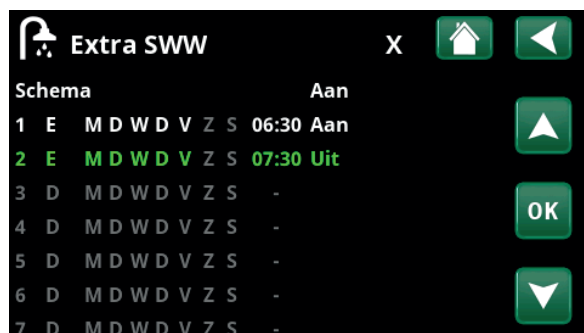 Extra SWW X
Schema Aan
1 E M D W D V Z S 06:30 Aan
2 E M D W D V Z S 07:30 Uit
3 D M D W D V Z S -
4 D M D W D V Z S -
OK
5 D M D W D V Z S -
6 D M D W D V Z S -
7 D M D W D V Z S